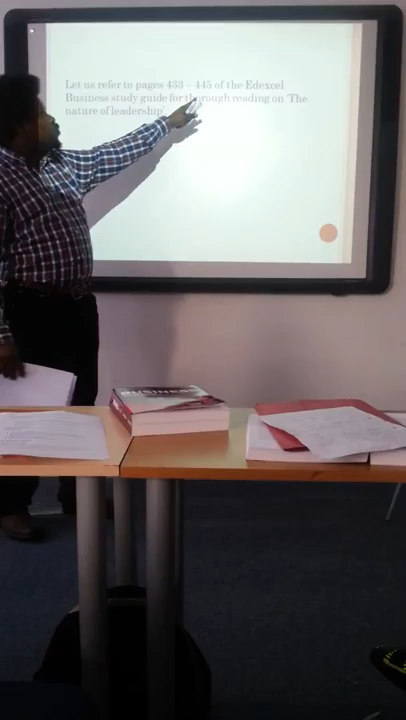 Let us refer to pages 433 – 445 of the Edexcel
Business study guide for thorough reading on 'The
nature of leadership'
BUSINESS